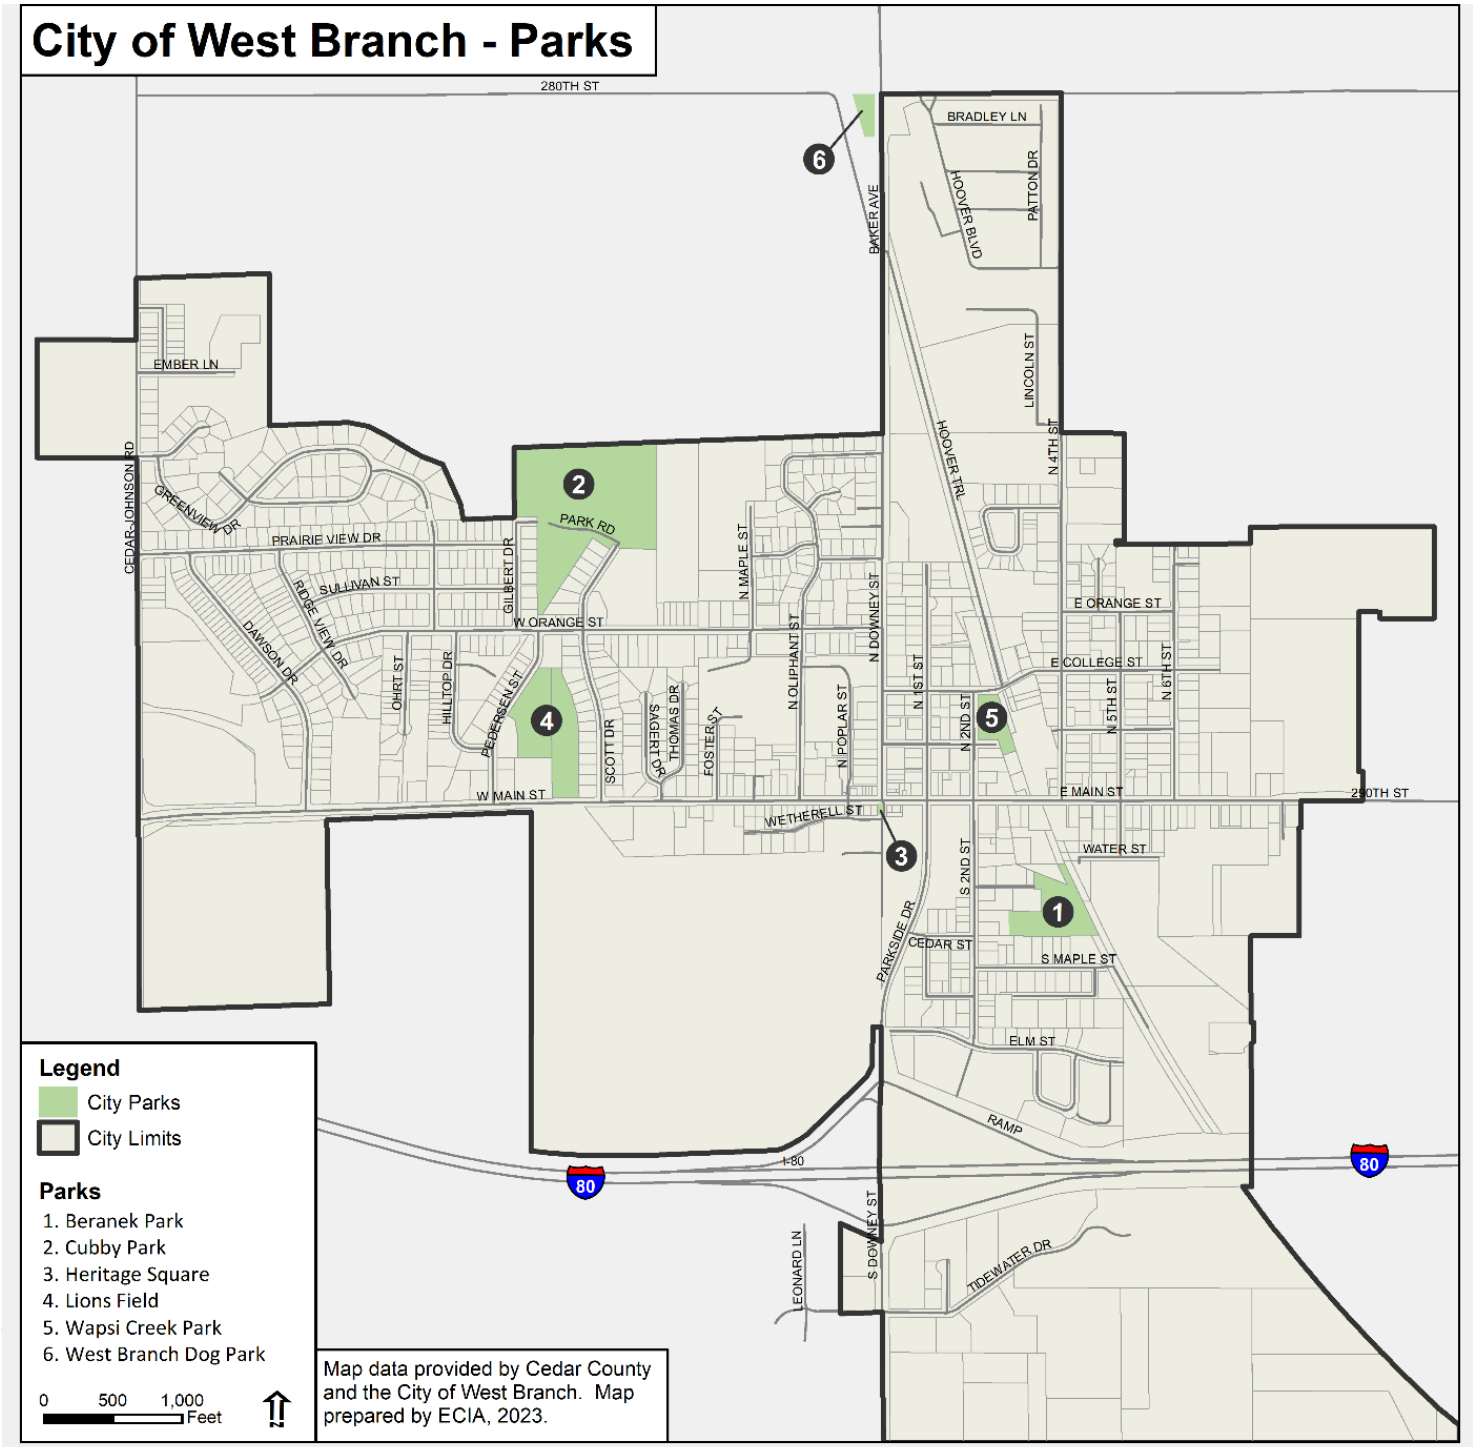 City of West Branch - Parks
280TH ST
BRADLEY LN
6
PATTON DR
HOOVER BLVD
BAKER AVE
EMBER LN
LINCOLN ST
HOOVER TRL
N 4TH ST
CEDAR-JOHNSON RD
GREENVIEW DR
2
PARK RD
PRAIRIE VIEW DR
GILBERT DR
N MAPLE ST
SULLIVAN ST
RIDGE VIEW DR
DAWSON DR
W ORANGE ST
N DOWNEY ST
E ORANGE ST
N OLIPHANT ST
E COLLEGE ST
N 6TH ST
OHRT ST
HILLTOP DR
PEDERSEN ST
4
SCOTT DR
SAGERT DR
THOMAS DR
FOSTER ST
N POPLAR ST
N 1ST ST
N 2ND ST
5
N 5TH ST
W MAIN ST
E MAIN ST
290TH ST
WETHERELL ST
3
S 2ND ST
WATER ST
1
PARKSIDE DR
CEDAR ST
S MAPLE ST
ELM ST
RAMP
I-80
80
80
S DOWNEY ST
LEONARD LN
TIDEWATER DR
Legend
City Parks
City Limits
Parks
1. Beranek Park
2. Cubby Park
3. Heritage Square
4. Lions Field
5. Wapsi Creek Park
6. West Branch Dog Park
0 500 1,000
Feet
N
Map data provided by Cedar County
and the City of West Branch. Map
prepared by ECIA, 2023.